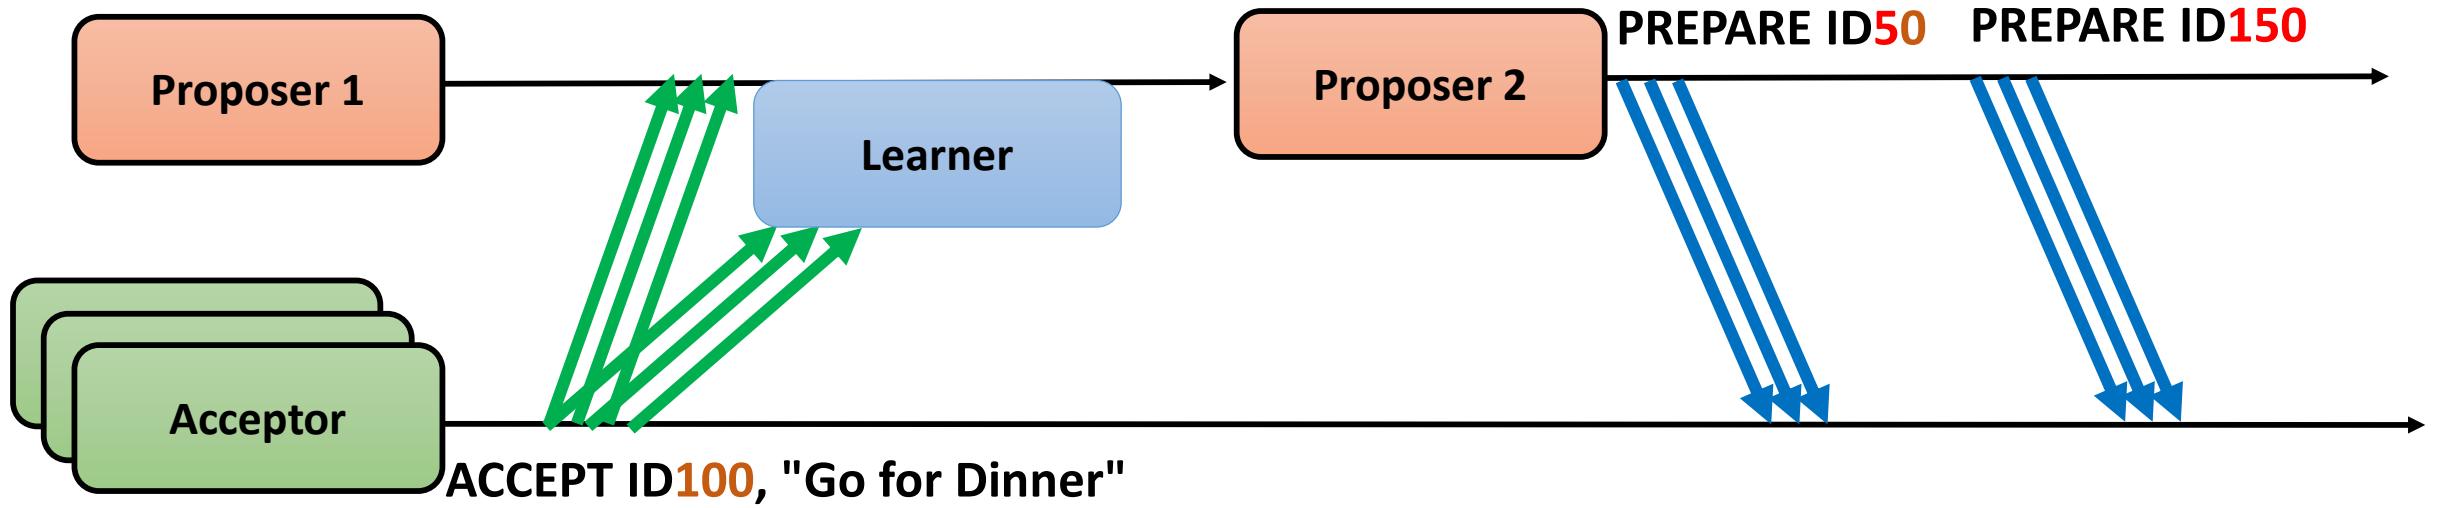 PREPARE ID50
PREPARE ID150
Proposer 1
Proposer 2
Learner
Acceptor
ACCEPT ID100, "Go for Dinner"